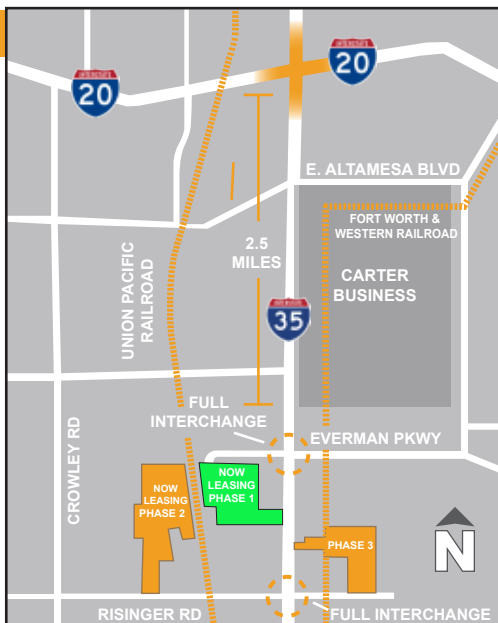 20
20
E. ALTAMESA BLVD
FORT WORTH &
WESTERN RAILROAD
2.5
MILES
UNION PACIFIC
RAILROAD
CARTER
BUSINESS
35
FULL
INTERCHANGE
EVERMAN PKWY
CROWLEY RD
NOW
LEASING
PHASE 1
NOW
LEASING
PHASE 2
PHASE 3
N
RISINGER RD
FULL INTERCHANGE